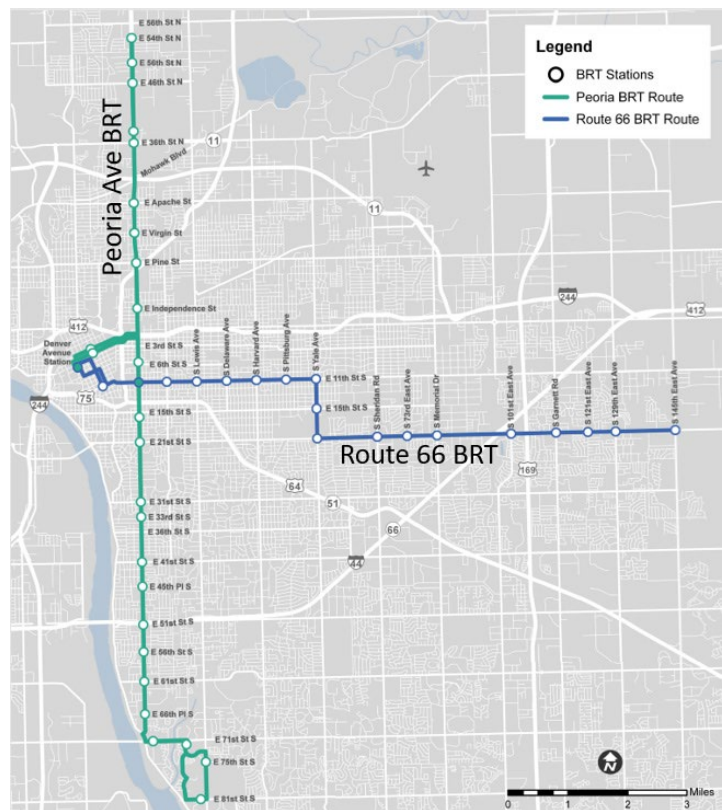 E 56th St N
E 54th St N
E 56th St N
E 46th St N
E 36th St N
Mohawk Blvd
11
Peoria Ave BRT
Legend
BRT Stations
Peoria BRT Route
Route 66 BRT Route
11
E Apache St
E Virgin St
E Pine St
E Independence St
244
412
412
Denver
Avenue
Station
E 3rd St S
E 6th St S
S Lewis Ave
S Delaware Ave
S Harvard Ave
S Pittsburg Ave
S Yale Ave
E 11th St S
75
244
E 15th St S
E 15th St S
S Sheridan Rd
S 73rd East Ave
S Memorial Dr
S 101st East Ave
S Garnett Rd
S 121st East Ave
S 129th East Ave
S 145th East Ave
E 21st St S
Route 66 BRT
169
64
51
66
44
E 31st St S
E 33rd St S
E 36th St S
E 41st St S
E 45th Pl S
E 51st St S
E 56th St S
E 61st St S
E 66th Pl S
E 71st St S
E 75th St S
E 81st St S
N
Miles
0 1 2 3